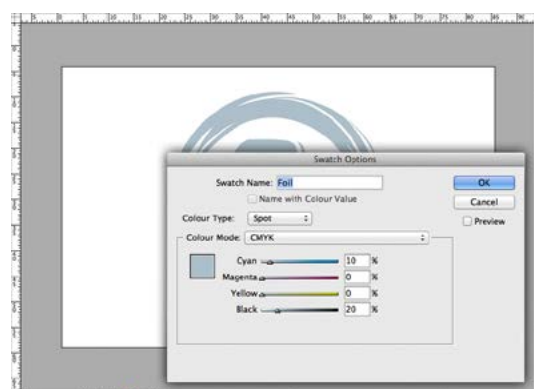 Swatch Options
Swatch Name: Foil
OK
Name with Colour Value
Cancel
Colour Type: Spot
Preview
Colour Mode: CMYK
Cyan 10 %
Magenta 0 %
Yellow 0 %
Black 20 %